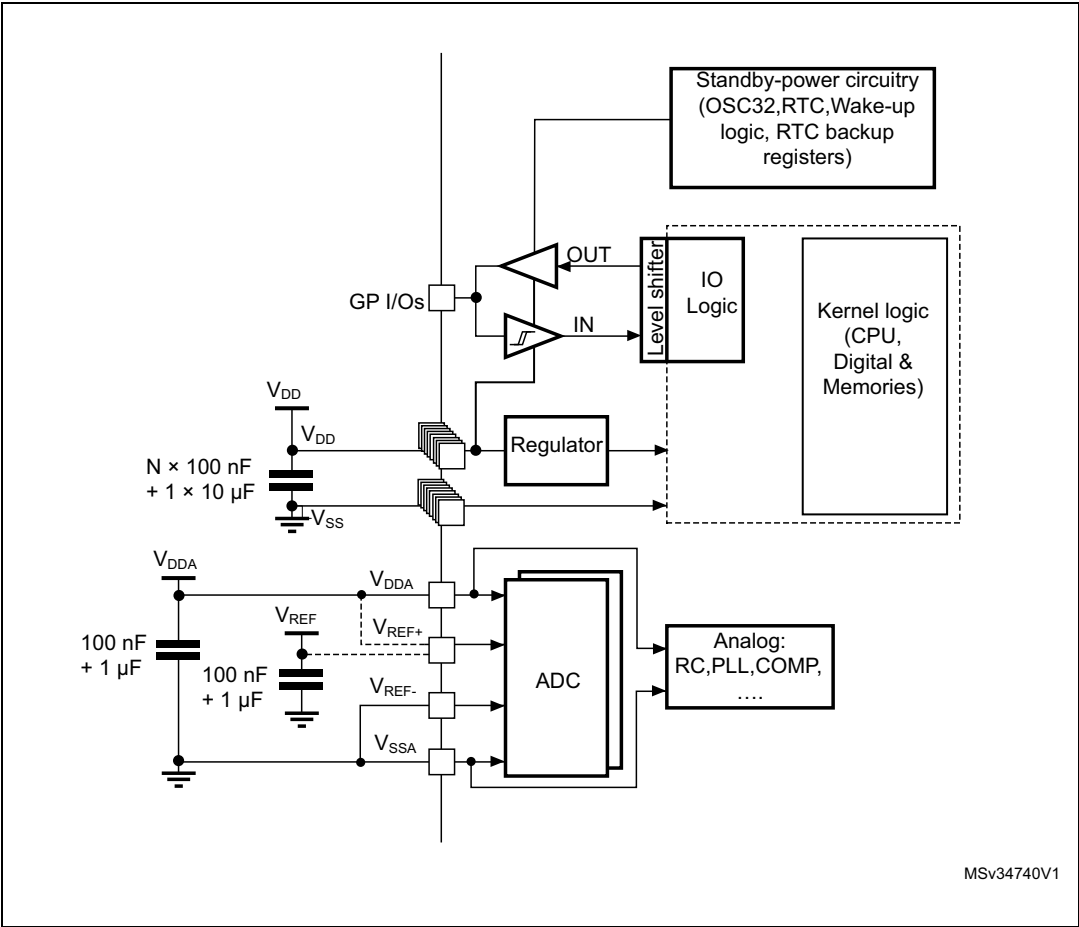 Standby-power circuitry
(OSC32,RTC,Wake-up
logic, RTC backup
registers)
OUT
Level shifter
IO
Logic
GP I/Os
IN
Kernel logic
(CPU,
Digital &
Memories)
VDD
VDD
Regulator
N × 100 nF
+ 1 × 10 µF
VSS
VDDA
VDDA
VREF
VREF+
100 nF
+ 1 µF
100 nF
+ 1 µF
ADC
Analog:
RC,PLL,COMP,
....
VREF-
VSSA
MSv34740V1